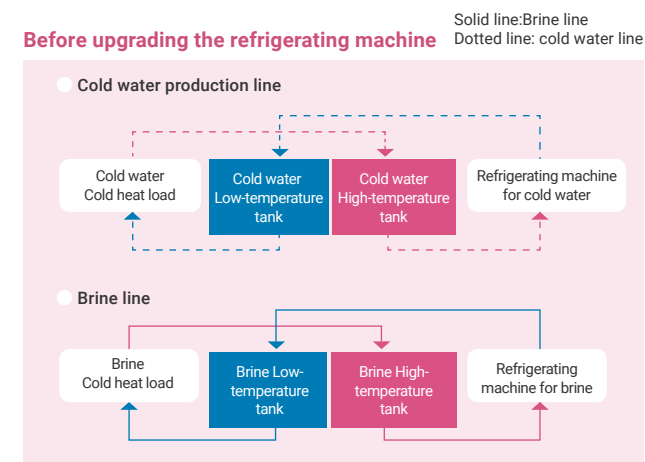 Before upgrading the refrigerating machine
Solid line:Brine line
Dotted line: cold water line
Cold water production line
Cold water
Cold heat load
Cold water
Low-temperature
tank
Cold water
High-temperature
tank
Refrigerating machine
for cold water
Brine line
Brine
Cold heat load
Brine Low-
temperature
tank
Brine High-
temperature
tank
Refrigerating
machine for brine